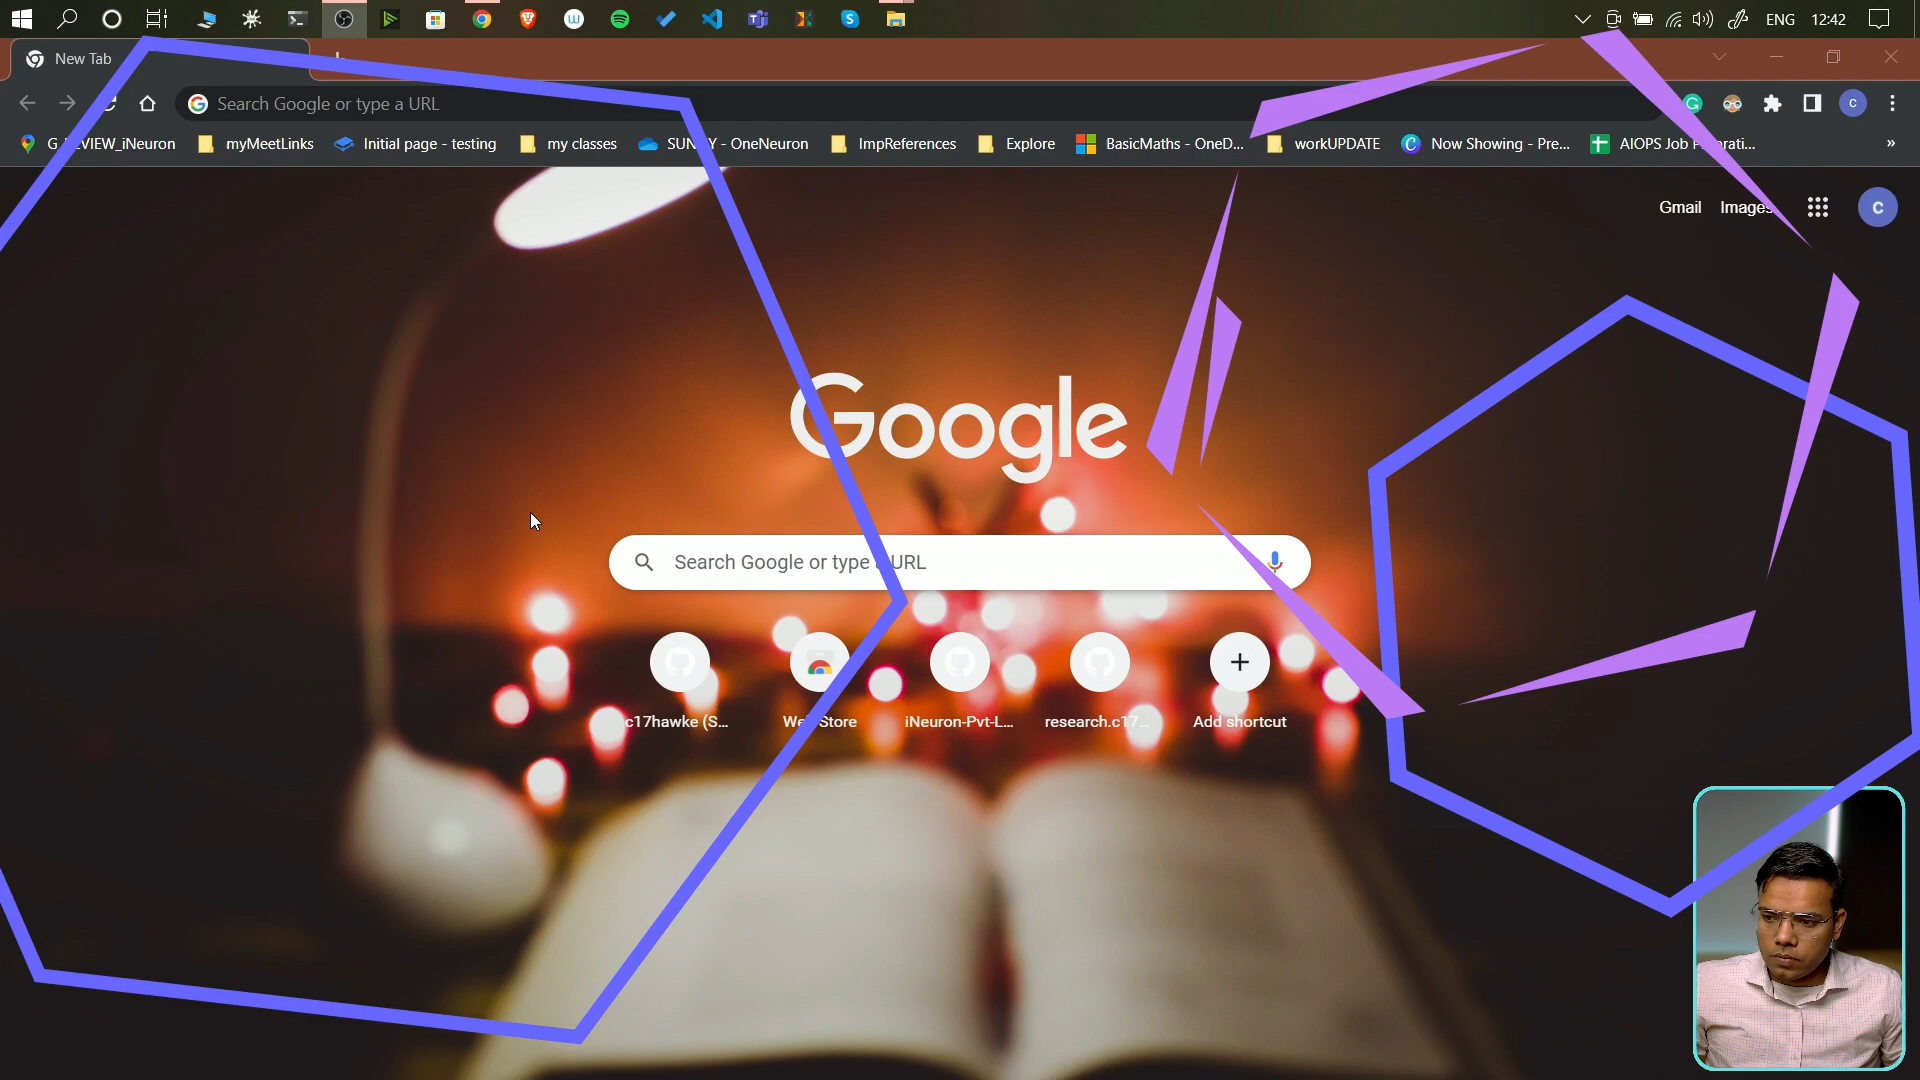 ENG 12:42
New Tab
Search Google or type a URL
myMeetLinks Initial page - testing my classes OneNeuron ImpReferences Explore BasicMaths - OneD... workUPDATE Now Showing - Pre... AIOPS Job »
Gmail Images C
Google
Search Google or type URL
c17hawke (S... Store iNeuron-Pvt-L... research.c17... Add shortcut